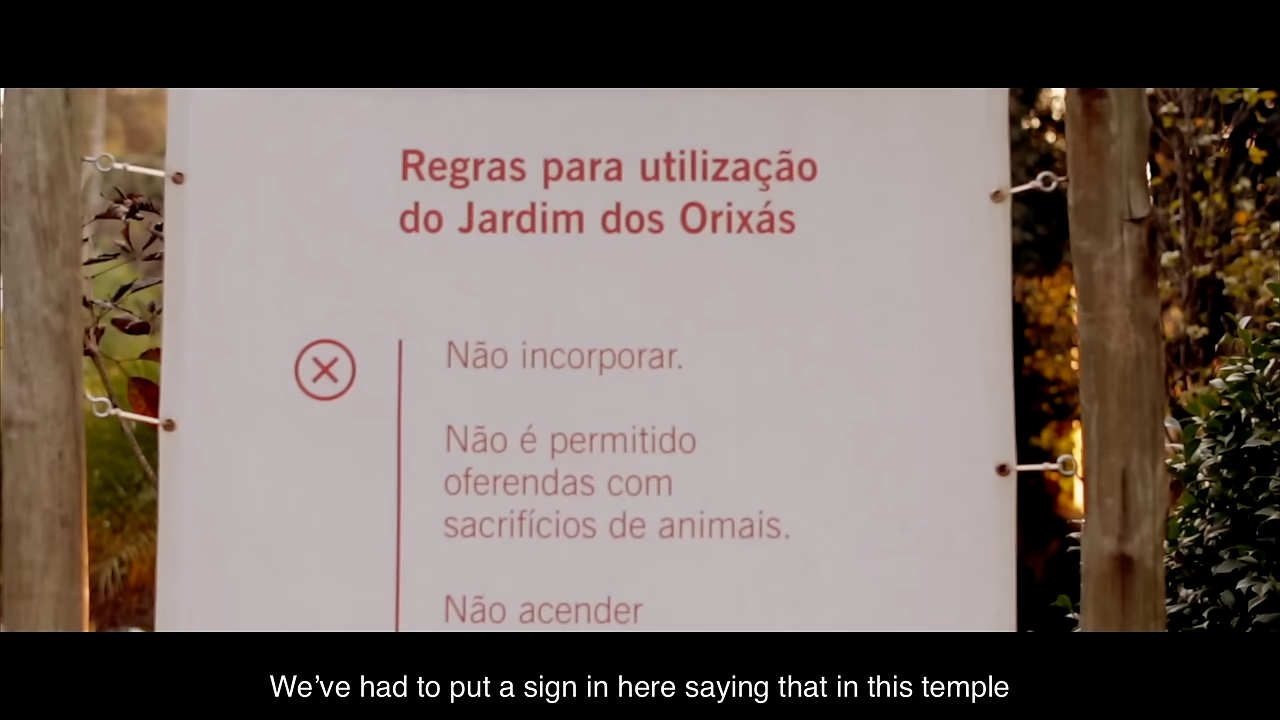 Regras para utilização
do Jardim dos Orixás
Não incorporar.
Não é permitido
oferendas com
sacrifícios de animais.
Não acender
We’ve had to put a sign in here saying that in this temple